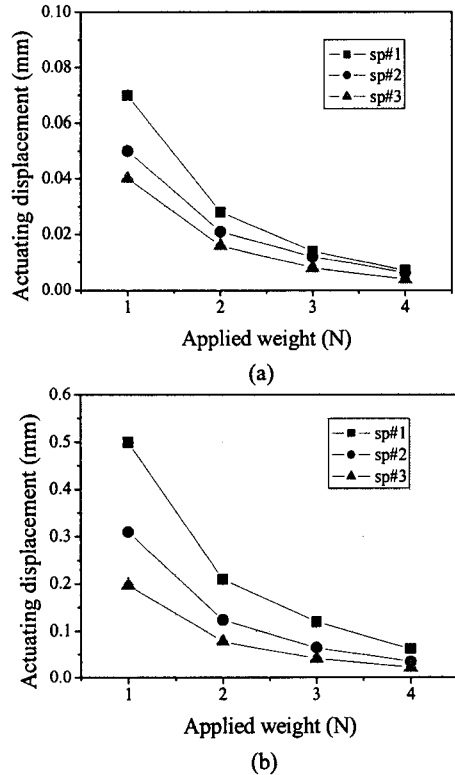 Actuating displacement (mm)
0.10
0.08
0.06
0.04
0.02
0.00
sp#1
sp#2
sp#3
1 2 3 4
Applied weight (N)
(a)
Actuating displacement (mm)
0.6
0.5
0.4
0.3
0.2
0.1
0.0
sp#1
sp#2
sp#3
1 2 3 4
Applied weight (N)
(b)